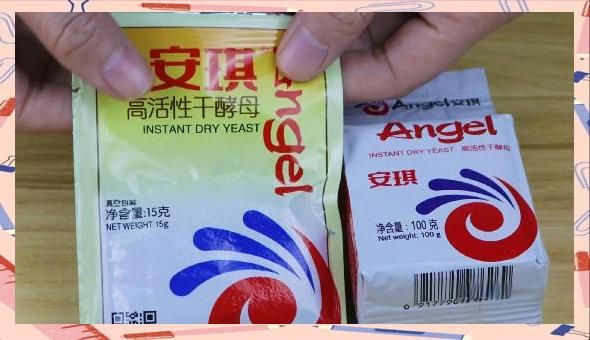 安琪
Angel
高活性干酵母
INSTANT DRY YEAST
真空包装
净含量:15克
NET WEIGHT 15g
Angel安琪
Angel
INSTANT DRY YEAST 高活性干酵母
安琪
净含量:100克
Net weight: 100 g